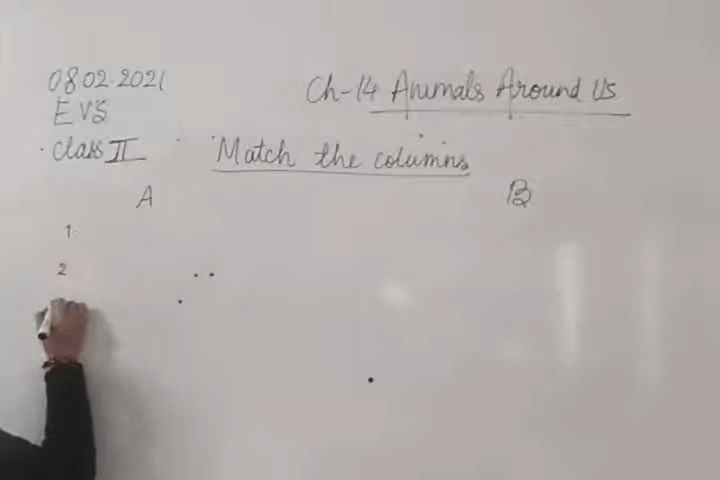 08.02.2021
Ch-14 Animals Around Us
EVS
Class II
Match the columns
A B
1
2